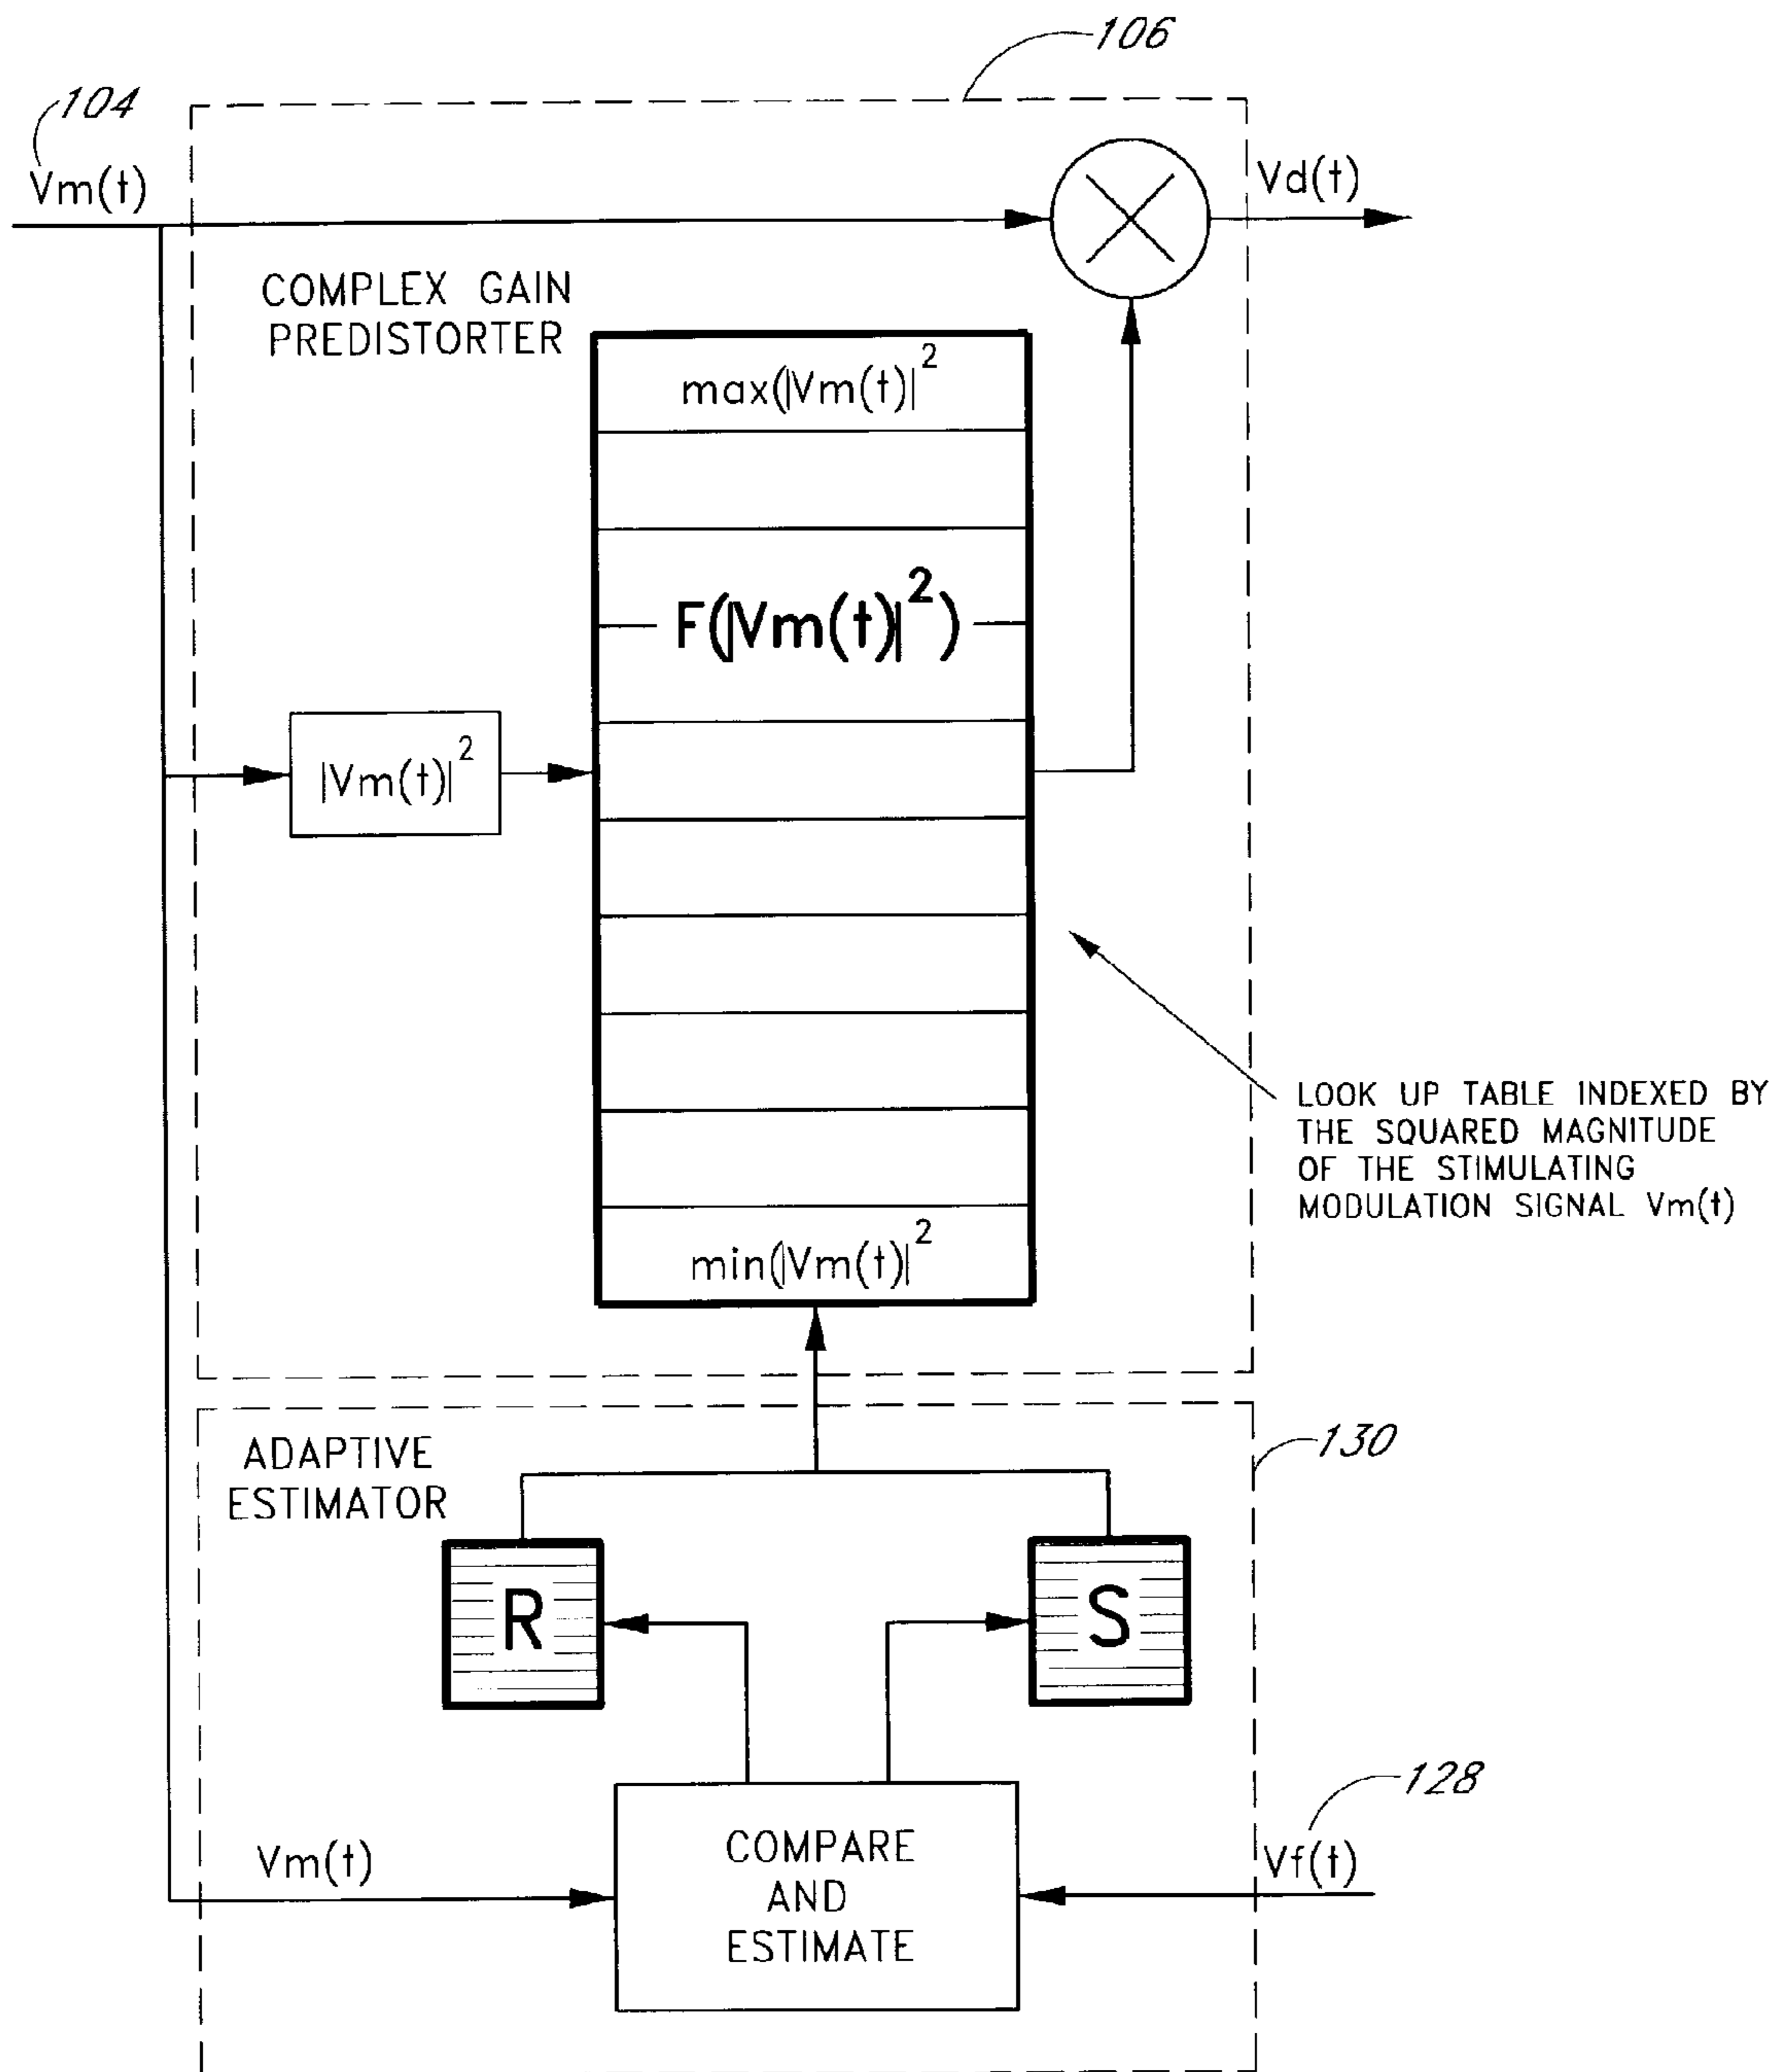 106
104
Vm(t)
Vd(t)
COMPLEX GAIN
PREDISTORTER
max(|Vm(t)|²
F(|Vm(t)|²)
|Vm(t)|²
LOOK UP TABLE INDEXED BY
THE SQUARED MAGNITUDE
OF THE STIMULATING
MODULATION SIGNAL Vm(t)
min(|Vm(t)|²
130
ADAPTIVE
ESTIMATOR
R
S
128
Vm(t)
COMPARE
AND
ESTIMATE
Vf(t)